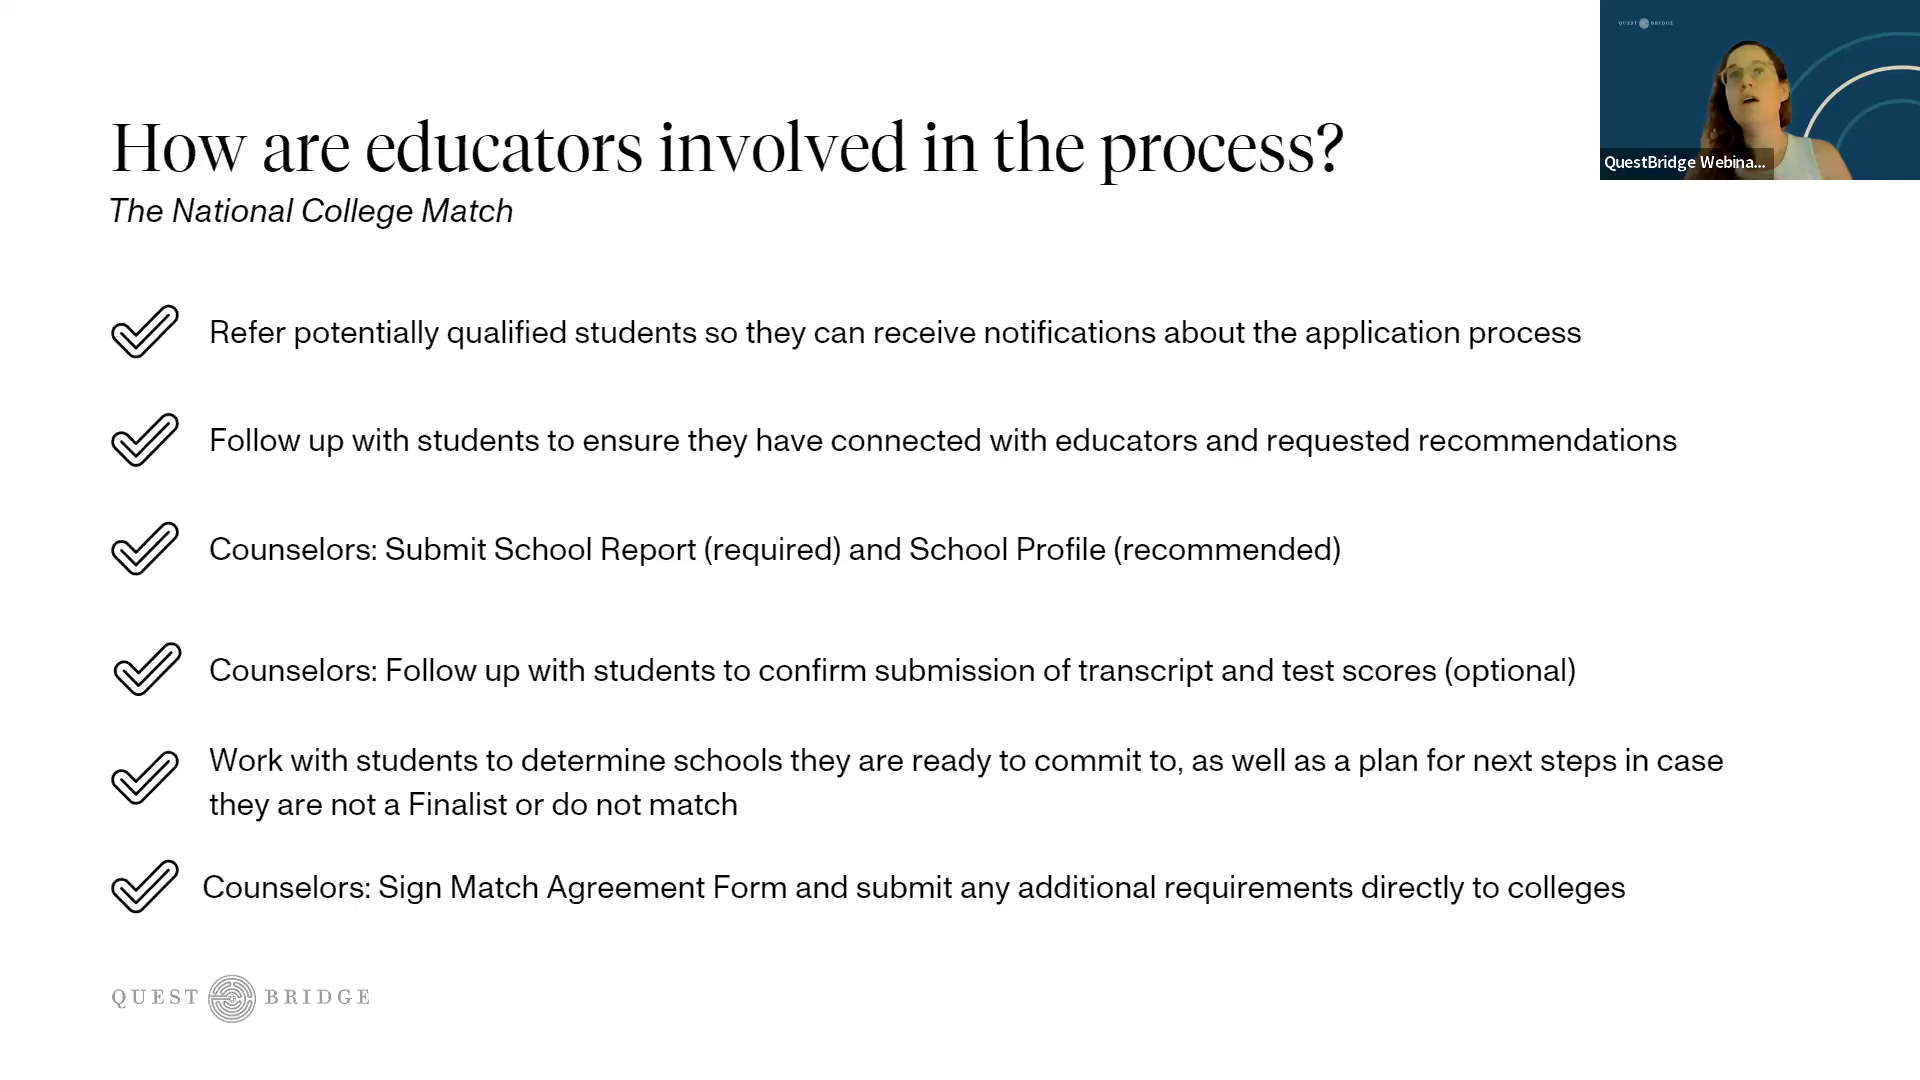 QUEST BRIDGE
QuestBridge Webina...
How are educators involved in the process?
The National College Match
Refer potentially qualified students so they can receive notifications about the application process
Follow up with students to ensure they have connected with educators and requested recommendations
Counselors: Submit School Report (required) and School Profile (recommended)
Counselors: Follow up with students to confirm submission of transcript and test scores (optional)
Work with students to determine schools they are ready to commit to, as well as a plan for next steps in case
they are not a Finalist or do not match
Counselors: Sign Match Agreement Form and submit any additional requirements directly to colleges
QUEST BRIDGE